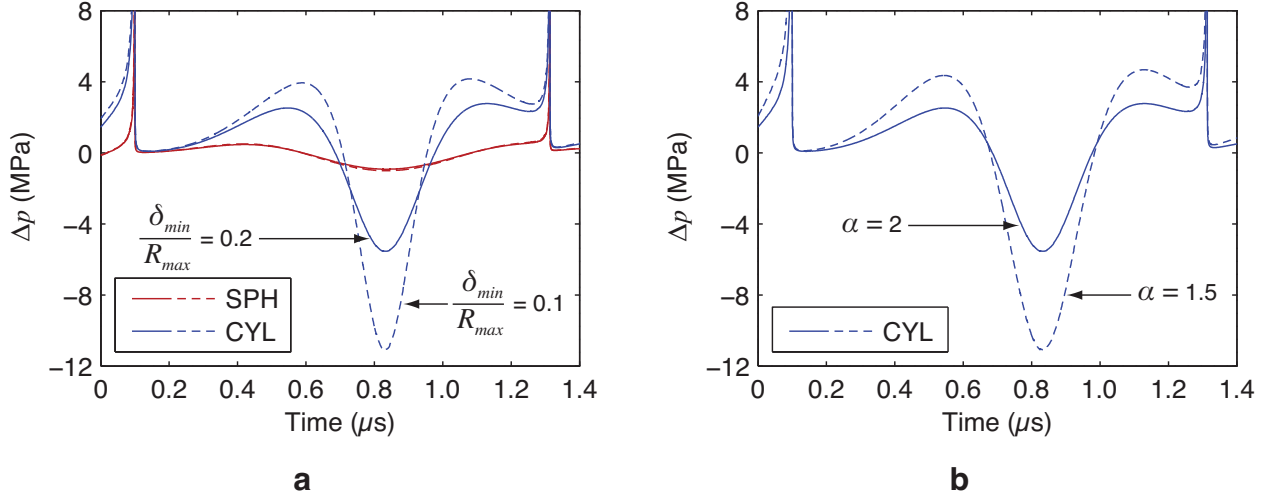 8
4
0
−4
−8
−12
Δp (MPa)
0
0.2
0.4
0.6
0.8
1.0
1.2
1.4
Time (μs)
δmin
Rmax
= 0.2
δmin
Rmax
= 0.1
SPH
CYL
a
8
4
0
−4
−8
−12
Δp (MPa)
0
0.2
0.4
0.6
0.8
1.0
1.2
1.4
Time (μs)
α = 2
α = 1.5
CYL
b